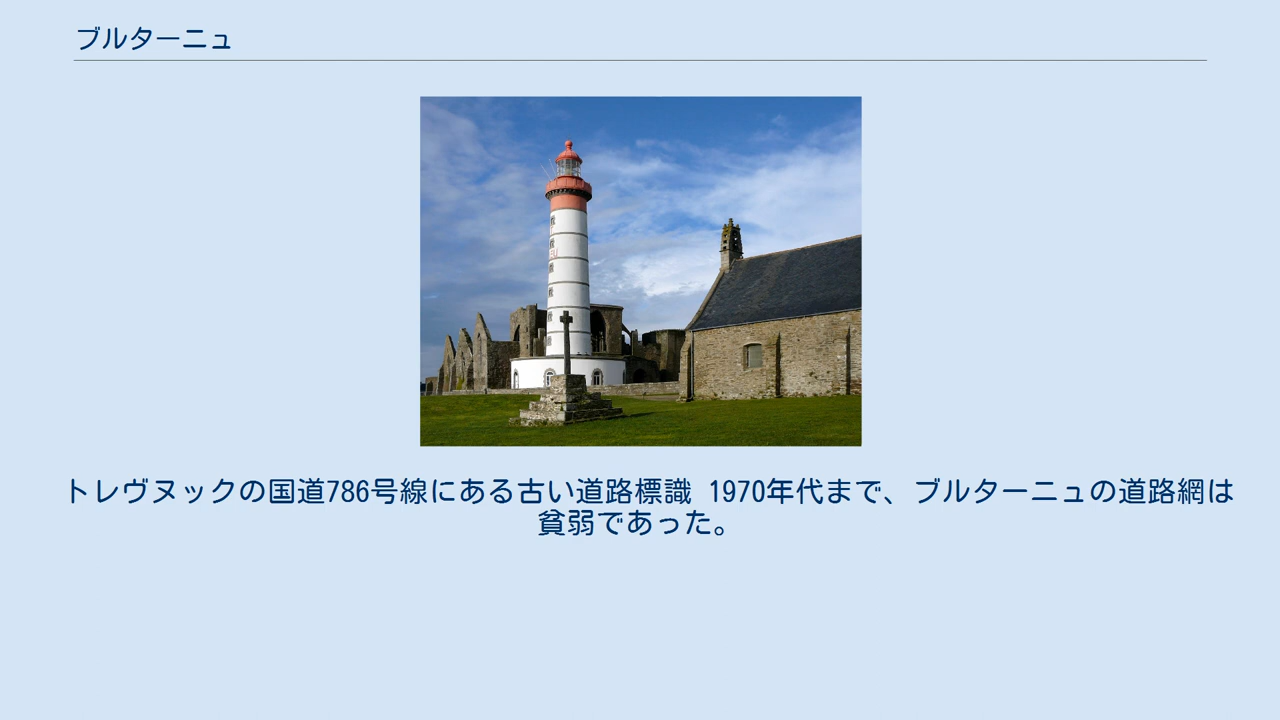 ブルターニュ
トレヴヌックの国道786号線にある古い道路標識 1970年代まで、ブルターニュの道路網は
貧弱であった。